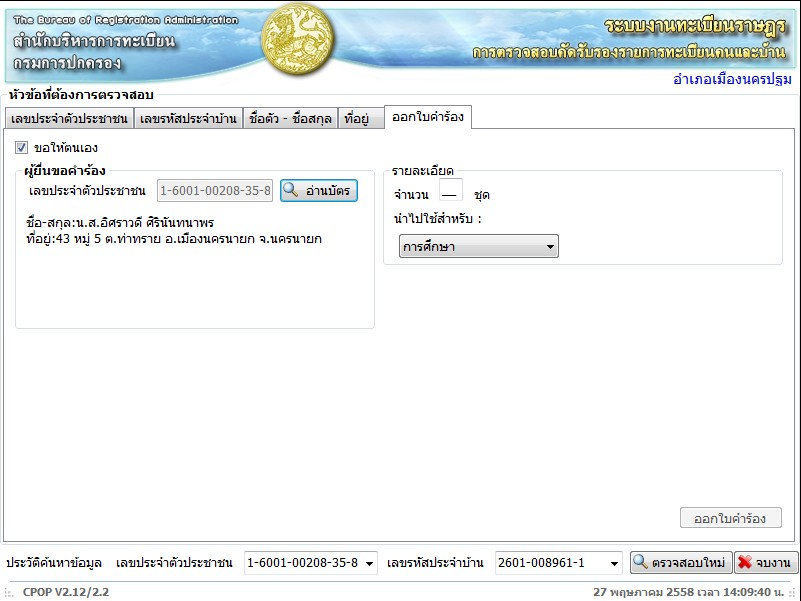 The Bureau of Registration Administration
สำนักบริหารการทะเบียน
กรมการปกครอง
ระบบงานทะเบียนราษฎร
การตรวจสอบคัดรับรองรายการทะเบียนคนและบ้าน
อำเภอเมืองนครปฐม
หัวข้อที่ต้องการตรวจสอบ
เลขประจำตัวประชาชน เลขรหัสประจำบ้าน ชื่อตัว - ชื่อสกุล ที่อยู่ ออกใบคำร้อง
ขอให้ตนเอง
ผู้ยื่นขอคำร้อง
เลขประจำตัวประชาชน 1-6001-00208-35-8 อ่านบัตร
ชื่อ-สกุล:น.ส.อิศราวดี ศิรินันทนาพร
ที่อยู่:43 หมู่ 5 ต.ท่าทราย อ.เมืองนครนายก จ.นครนายก
รายละเอียด
จำนวน __ ชุด
นำไปใช้สำหรับ :
การศึกษา
ออกใบคำร้อง
ประวัติค้นหาข้อมูล เลขประจำตัวประชาชน 1-6001-00208-35-8 เลขรหัสประจำบ้าน 2601-008961-1 ตรวจสอบใหม่ จบงาน
CPOP V2.12/2.2 27 พฤษภาคม 2558 เวลา 14:09:40 น.